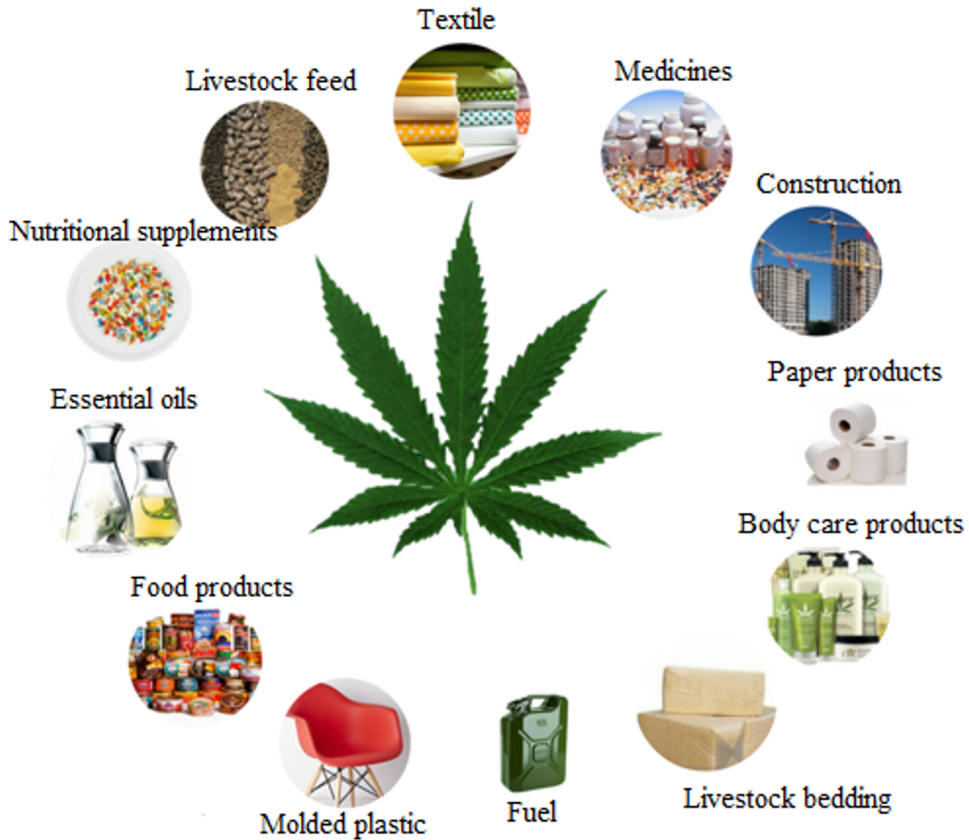 Textile
Livestock feed
Medicines
Construction
Nutritional supplements
Paper products
Essential oils
Body care products
Food products
Livestock bedding
Fuel
Molded plastic